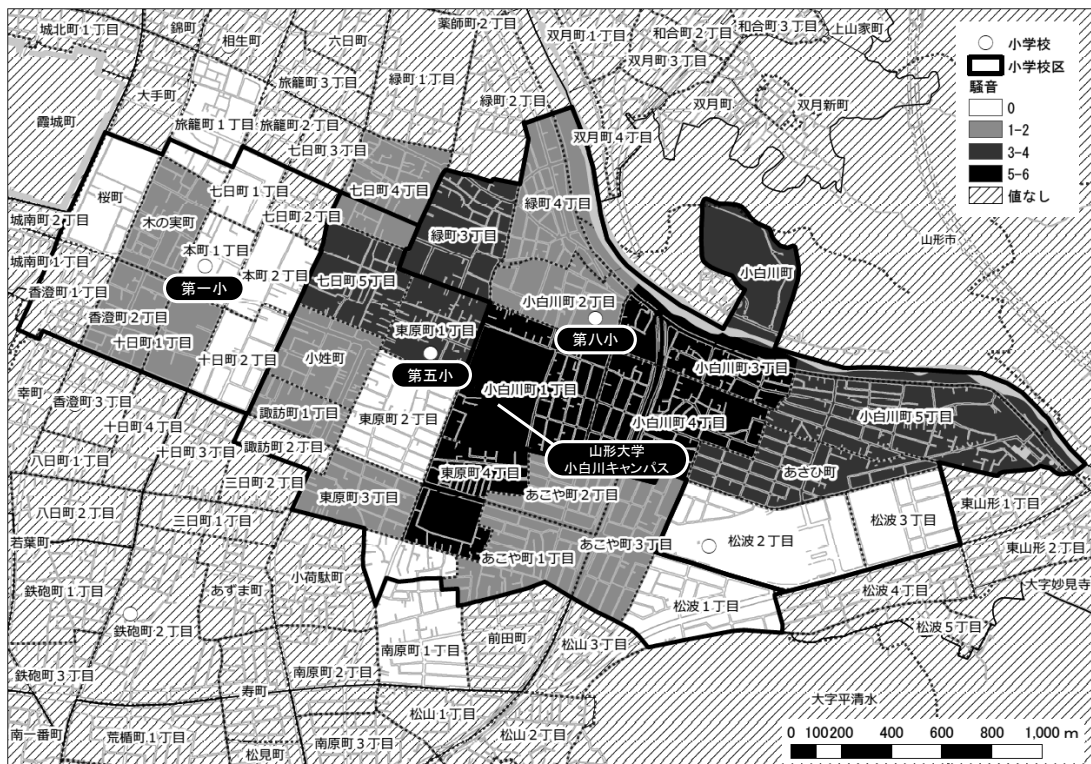 城北町１丁目
錦町
相生町
六日町
薬師町２丁目
双月町１丁目
和合町２丁目
和合町３丁目
上山家町
双月町３丁目
大手町
旅籠町３丁目
緑町１丁目
緑町２丁目
双月町
双月新町
霞城町
旅籠町１丁目
旅籠町２丁目
双月町４丁目
七日町３丁目
小学校
小学校区
騒音
0
1-2
3-4
5-6
値なし
桜町
七日町１丁目
七日町４丁目
緑町４丁目
城南町２丁目
木の実町
七日町２丁目
緑町３丁目
山形市
城南町１丁目
本町１丁目
本町２丁目
七日町５丁目
小白川町
第一小
香澄町１丁目
香澄町２丁目
小白川町２丁目
十日町１丁目
東原町１丁目
第八小
十日町２丁目
小姓町
第五小
小白川町３丁目
幸町
香澄町３丁目
小白川町１丁目
諏訪町１丁目
東原町２丁目
小白川町４丁目
小白川町５丁目
十日町４丁目
十日町３丁目
諏訪町２丁目
山形大学
小白川キャンパス
八日町１丁目
三日町２丁目
東原町４丁目
あさひ町
東原町３丁目
あこや町２丁目
東山形１丁目
八日町２丁目
三日町１丁目
松波３丁目
若葉町
あこや町３丁目
松波２丁目
東山形２丁目
あこや町１丁目
鉄砲町１丁目
あずま町
小荷駄町
松波４丁目
大字妙見寺
松波１丁目
鉄砲町２丁目
前田町
松波５丁目
南原町１丁目
松山３丁目
鉄砲町３丁目
南原町２丁目
寿町
大字平清水
松山１丁目
南一番町
荒楯町１丁目
南原町３丁目
松山２丁目
松見町
0 100 200 400 600 800 1,000 m